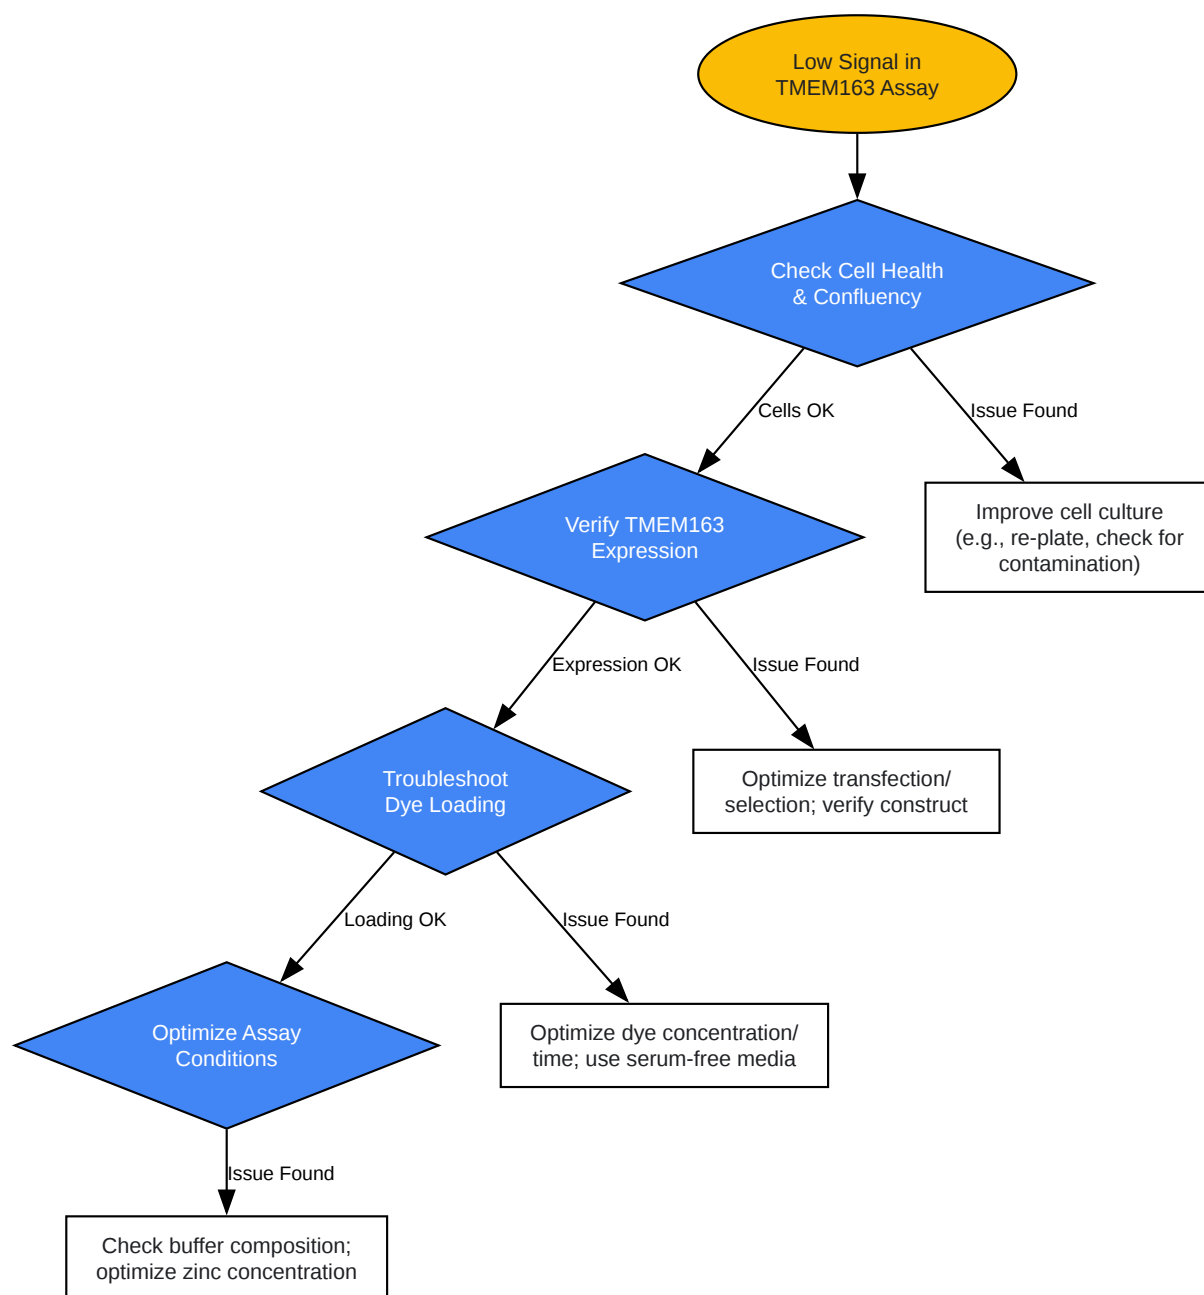 Low Signal in
TMEM163 Assay
Check Cell Health
& Confluency
Cells OK
Issue Found
Verify TMEM163
Expression
Improve cell culture
(e.g., re-plate, check for
contamination)
Expression OK
Issue Found
Troubleshoot
Dye Loading
Optimize transfection/
selection; verify construct
Loading OK
Issue Found
Optimize Assay
Conditions
Optimize dye concentration/
time; use serum-free media
Issue Found
Check buffer composition;
optimize zinc concentration